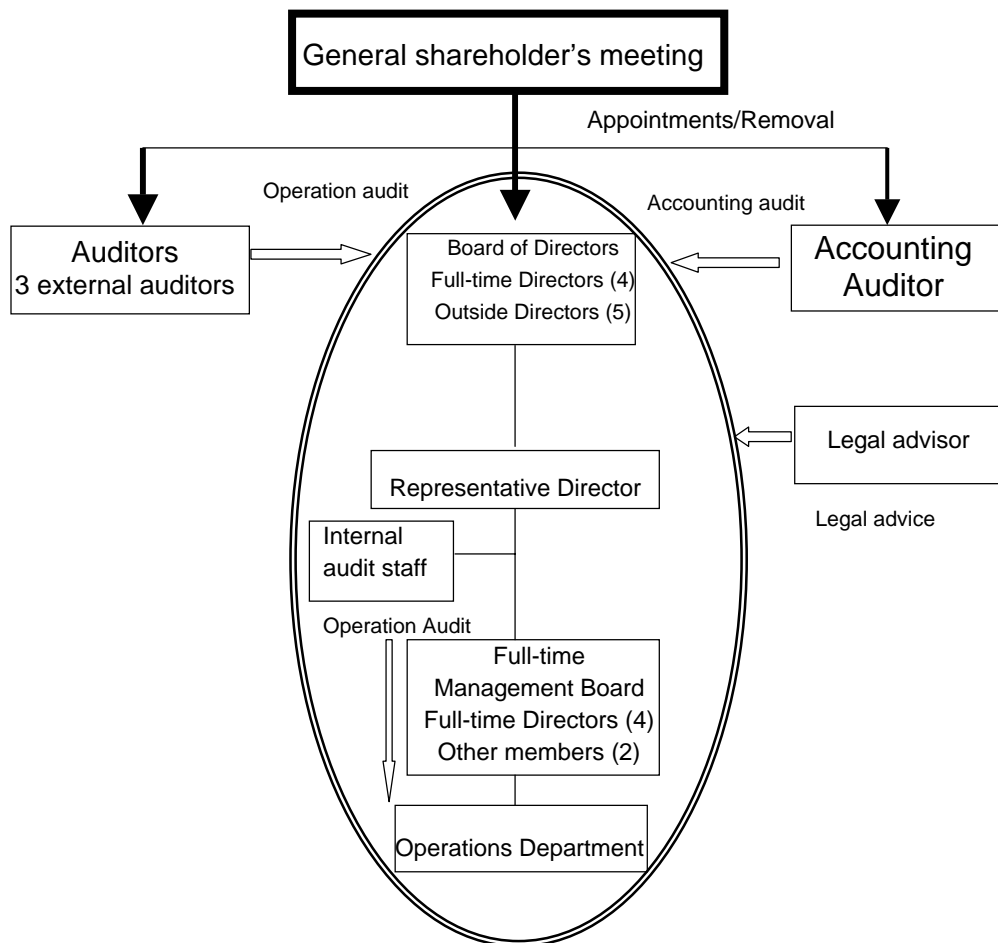 General shareholder's meeting
Appointments/Removal
Operation audit
Accounting audit
Auditors
3 external auditors
Board of Directors
Full-time Directors (4)
Outside Directors (5)
Accounting
Auditor
Legal advisor
Legal advice
Representative Director
Internal
audit staff
Operation Audit
Full-time
Management Board
Full-time Directors (4)
Other members (2)
Operations Department